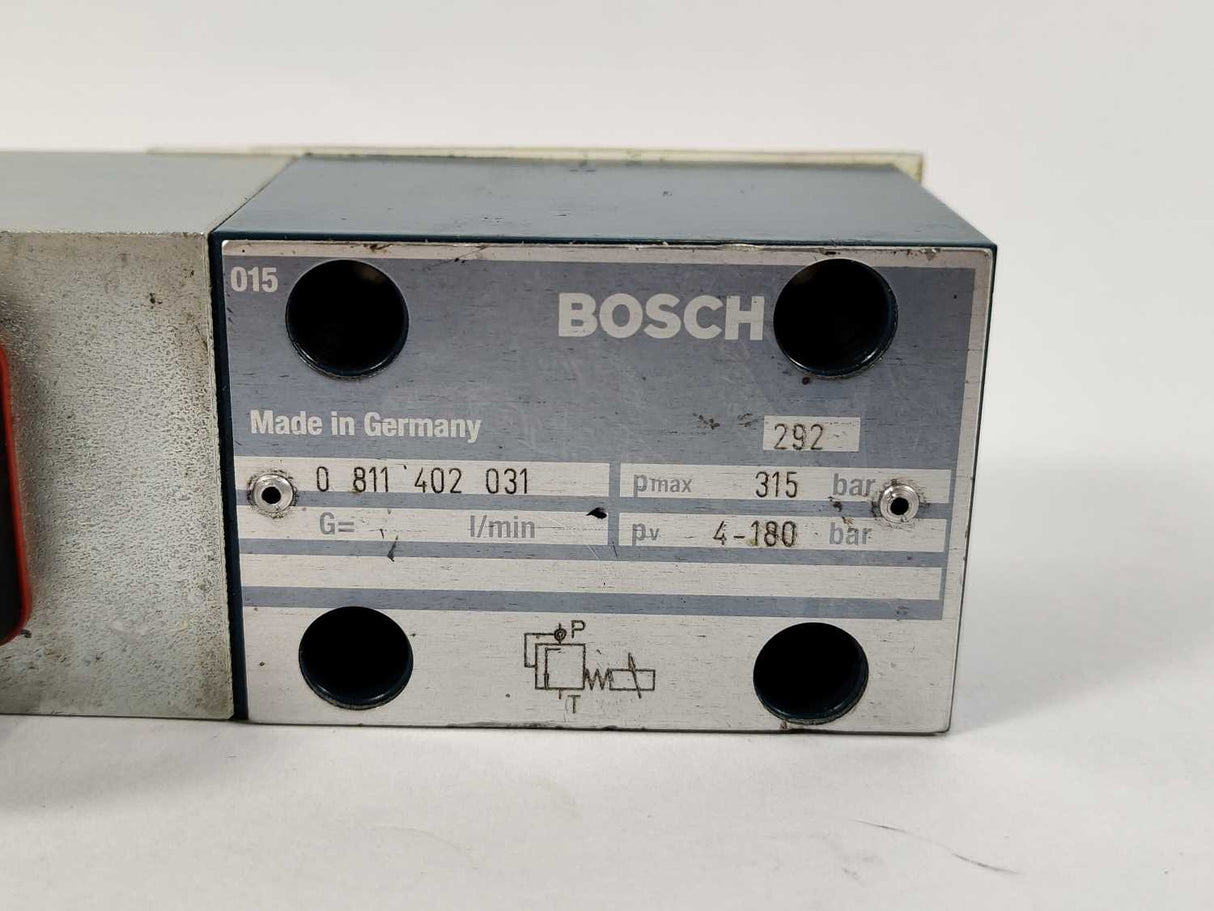 015
BOSCH
Made in Germany
292
0 811 402 031
pmax 315 bar
G= l/min
pv 4-180 bar
P
T